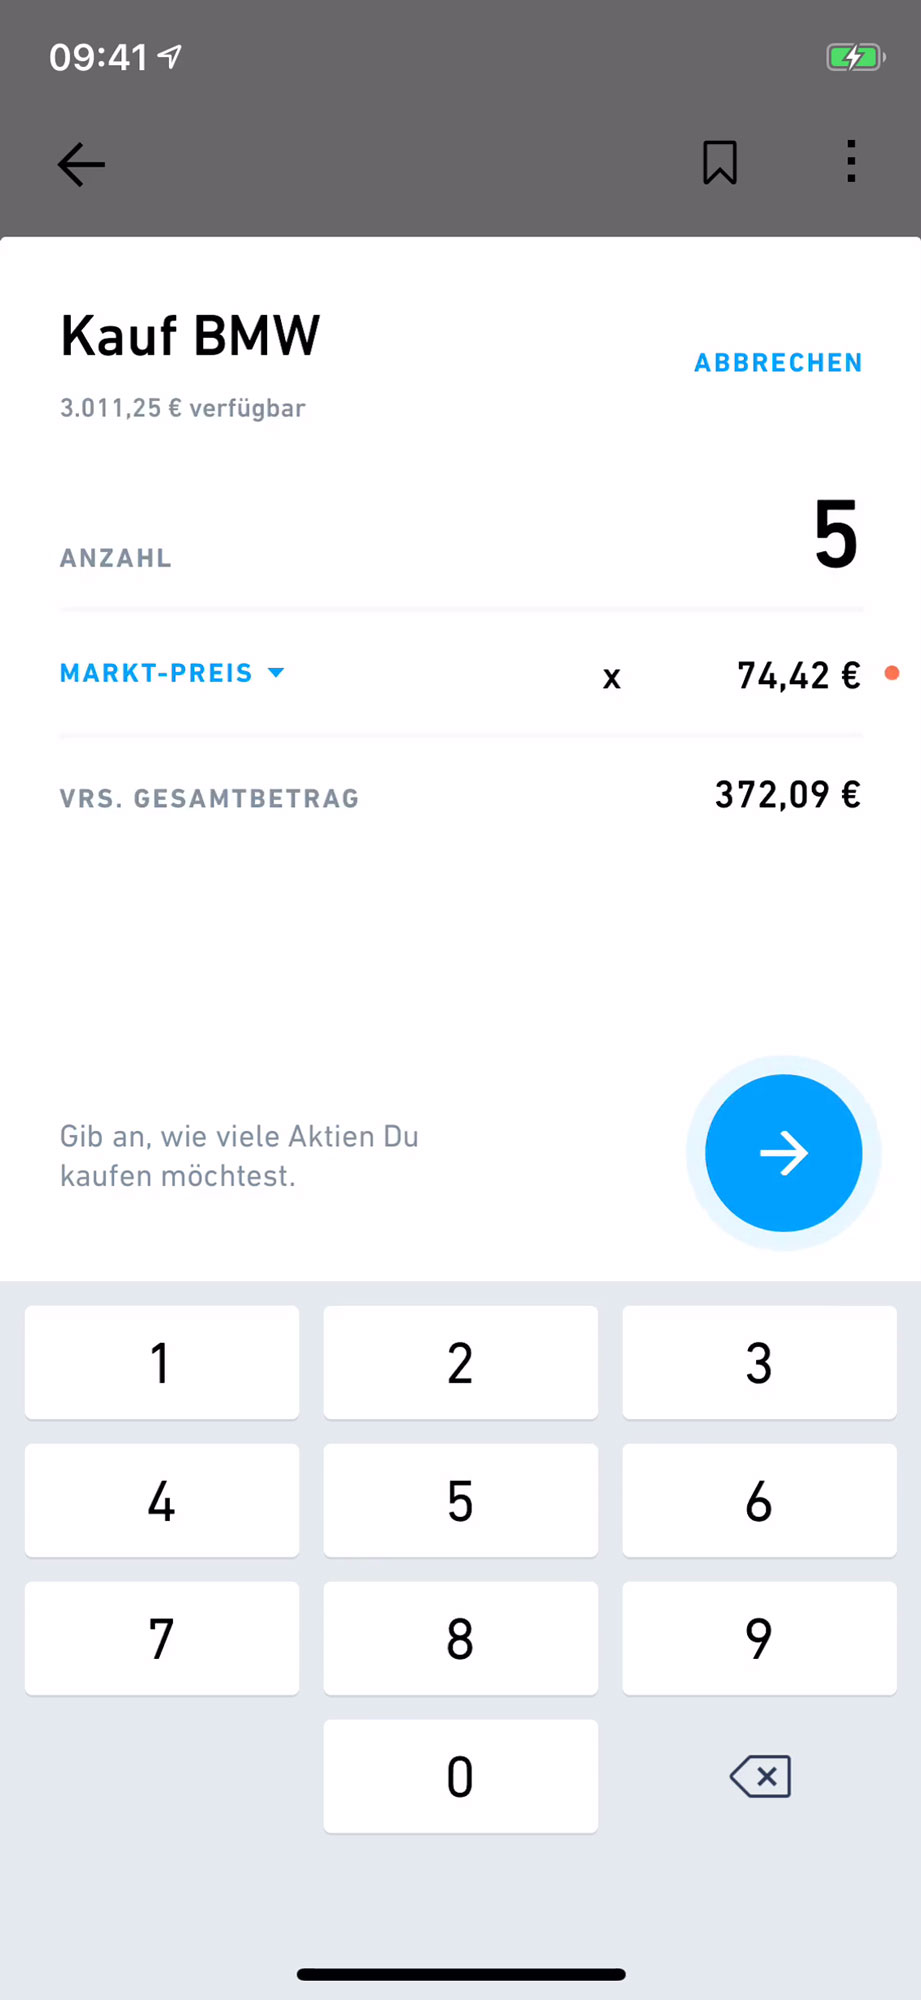 09:41
Kauf BMW
ABBRECHEN
3.011,25 € verfügbar
ANZAHL
5
MARKT-PREIS x 74,42 €
VRS. GESAMTBETRAG 372,09 €
Gib an, wie viele Aktien Du
kaufen möchtest.
1 2 3
4 5 6
7 8 9
0